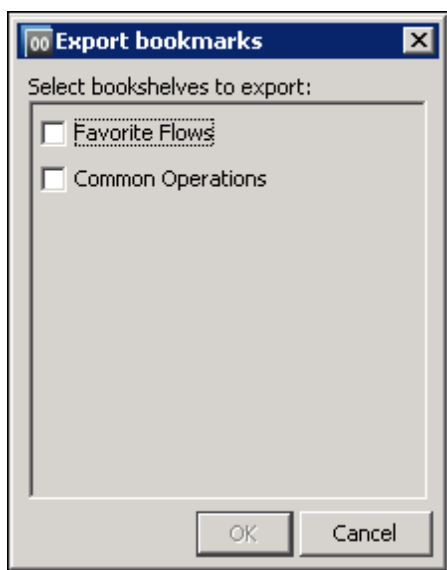 00 Export bookmarks
Select bookshelves to export:
Favorite Flows
Common Operations
OK Cancel